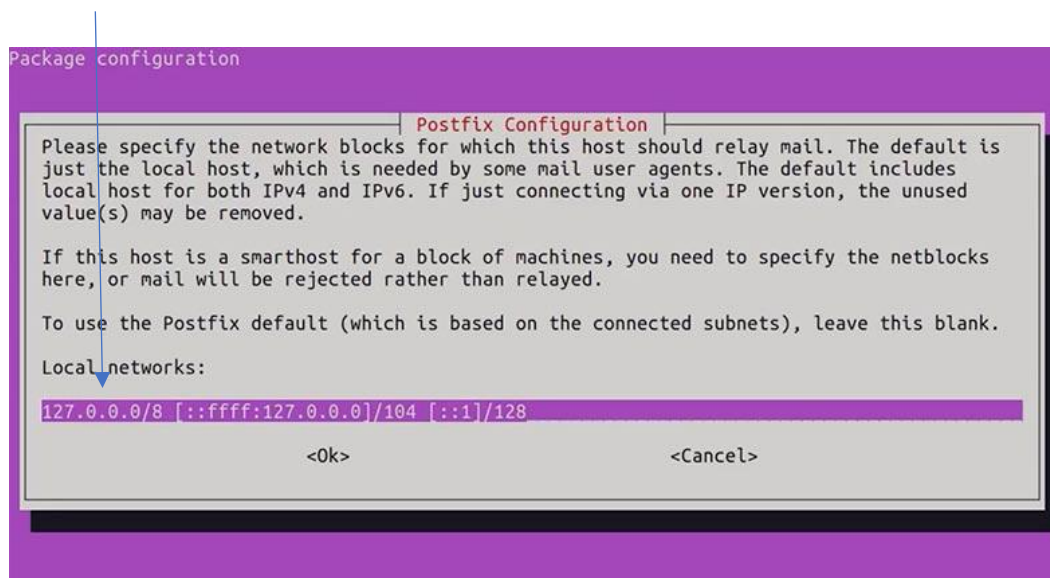 Package configuration
Postfix Configuration
Please specify the network blocks for which this host should relay mail. The default is
just the local host, which is needed by some mail user agents. The default includes
local host for both IPv4 and IPv6. If just connecting via one IP version, the unused
value(s) may be removed.
If this host is a smarthost for a block of machines, you need to specify the netblocks
here, or mail will be rejected rather than relayed.
To use the Postfix default (which is based on the connected subnets), leave this blank.
Local networks:
127.0.0.0/8 [::ffff:127.0.0.0]/104 [::1]/128
<Ok> <Cancel>